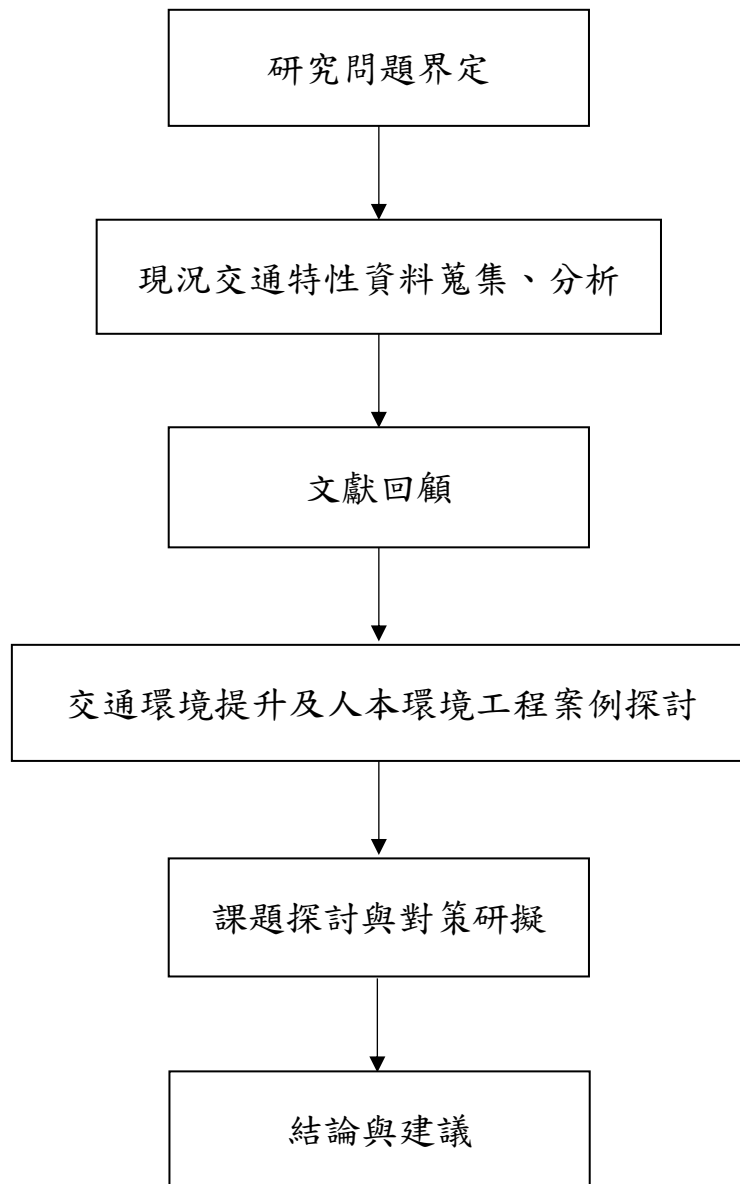 研究問題界定
現況交通特性資料蒐集、分析
文獻回顧
交通環境提升及人本環境工程案例探討
課題探討與對策研擬
結論與建議